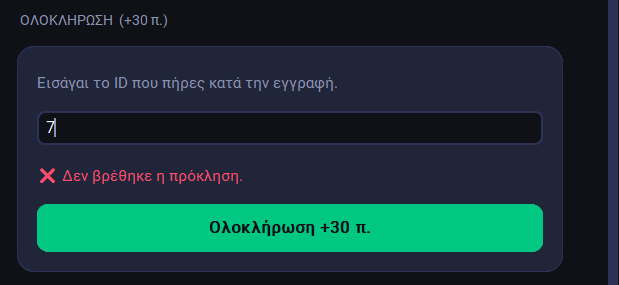 ΟΛΟΚΛΗΡΩΣΗ (+30 π.)
Εισάγαι το ID που πήρες κατά την εγγραφή.
7
❌ Δεν βρέθηκε η πρόκληση.
Ολοκλήρωση +30 π.